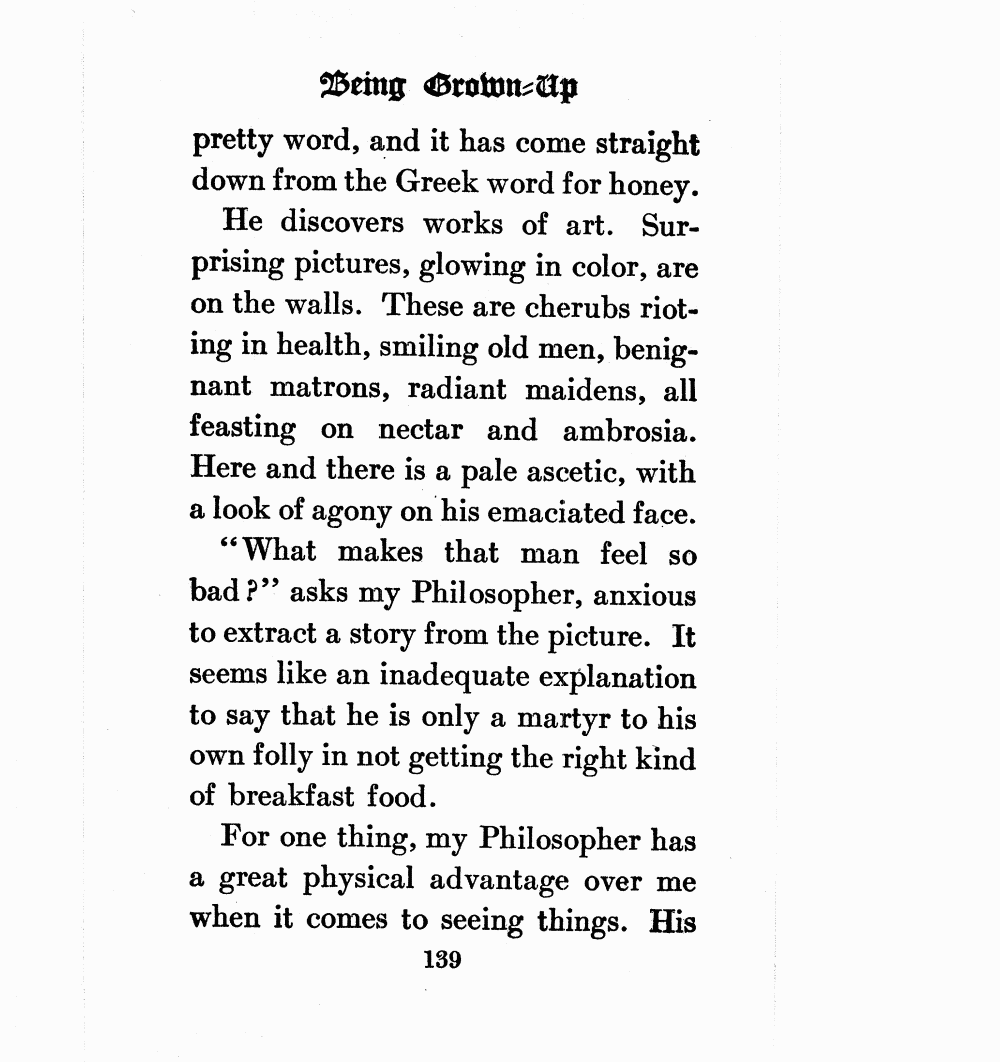 Being Grown-Up
pretty word, and it has come straight
down from the Greek word for honey.
He discovers works of art. Sur-
prising pictures, glowing in color, are
on the walls. These are cherubs riot-
ing in health, smiling old men, benig-
nant matrons, radiant maidens, all
feasting on nectar and ambrosia.
Here and there is a pale ascetic, with
a look of agony on his emaciated face.
“What makes that man feel so
bad?” asks my Philosopher, anxious
to extract a story from the picture. It
seems like an inadequate explanation
to say that he is only a martyr to his
own folly in not getting the right kind
of breakfast food.
For one thing, my Philosopher has
a great physical advantage over me
when it comes to seeing things. His
139